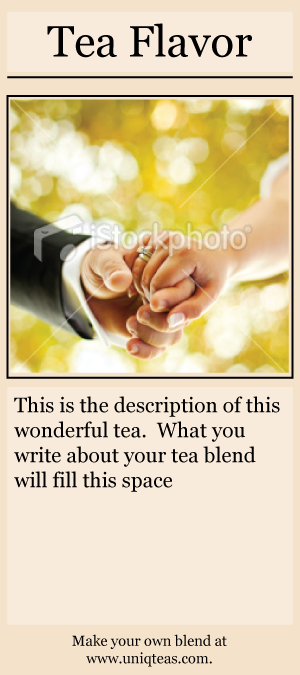 Tea Flavor
iStockphoto
This is the description of this
wonderful tea.  What you
write about your tea blend
will fill this space
Make your own blend at
www.uniqteas.com.